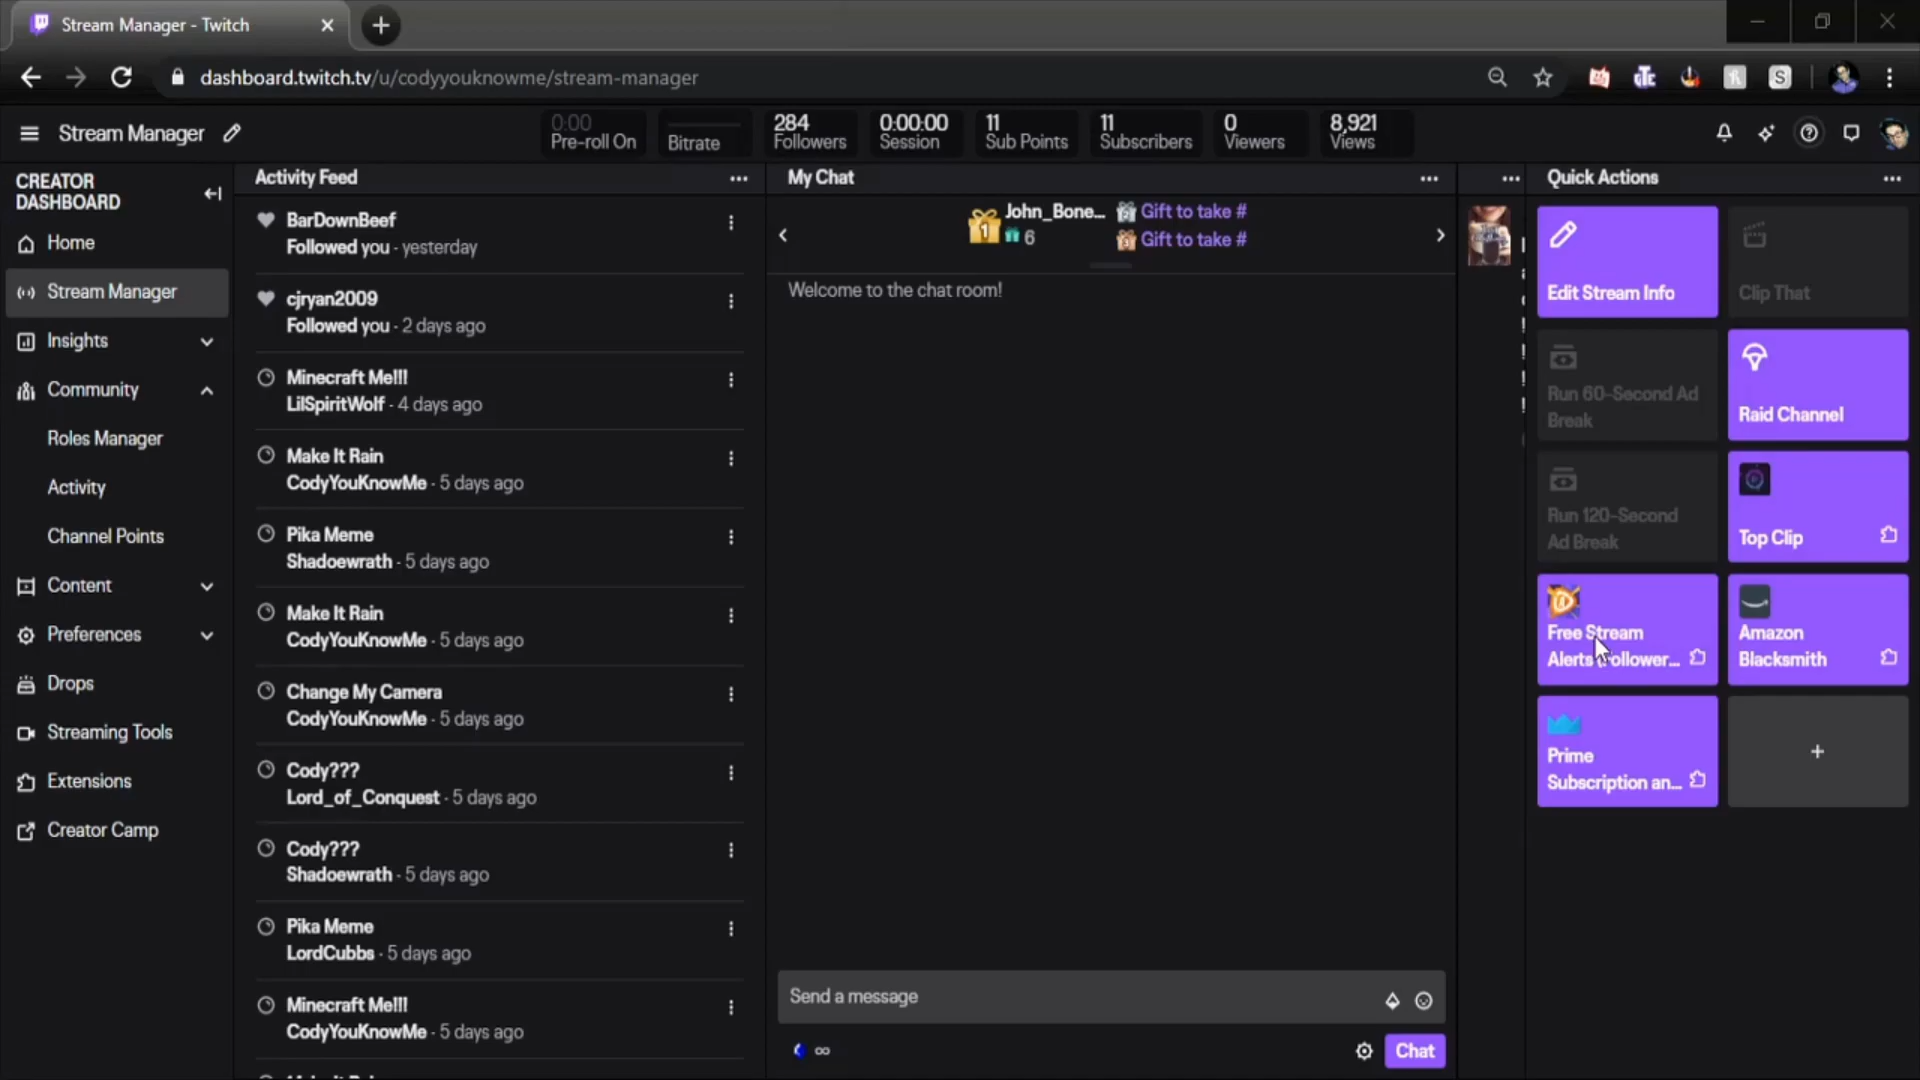 Stream Manager - Twitch
dashboard.twitch.tv/u/codyyouknowme/stream-manager
Stream Manager
0:00
Pre-roll On
Bitrate
284
Followers
0:00:00
Session
11
Sub Points
11
Subscribers
0
Viewers
8,921
Views
CREATOR
DASHBOARD
Home
Stream Manager
Insights
Community
Roles Manager
Activity
Channel Points
Content
Preferences
Drops
Streaming Tools
Extensions
Creator Camp
Activity Feed
BarDownBeef
Followed you - yesterday
cjryan2009
Followed you - 2 days ago
Minecraft Me!!!
LilSpiritWolf - 4 days ago
Make It Rain
CodyYouKnowMe - 5 days ago
Pika Meme
Shadoewrath - 5 days ago
Make It Rain
CodyYouKnowMe - 5 days ago
Change My Camera
CodyYouKnowMe - 5 days ago
Cody???
Lord_of_Conquest - 5 days ago
Cody???
Shadoewrath - 5 days ago
Pika Meme
LordCubbs - 5 days ago
Minecraft Me!!!
CodyYouKnowMe - 5 days ago
My Chat
1
John_Bone...
6
2 Gift to take #
3 Gift to take #
Welcome to the chat room!
Send a message
Chat
Quick Actions
Edit Stream Info
Clip That
Run 60-Second Ad
Break
Raid Channel
Run 120-Second
Ad Break
Top Clip
Free Stream
Alerts
Amazon
Blacksmith
Prime
Subscription an...